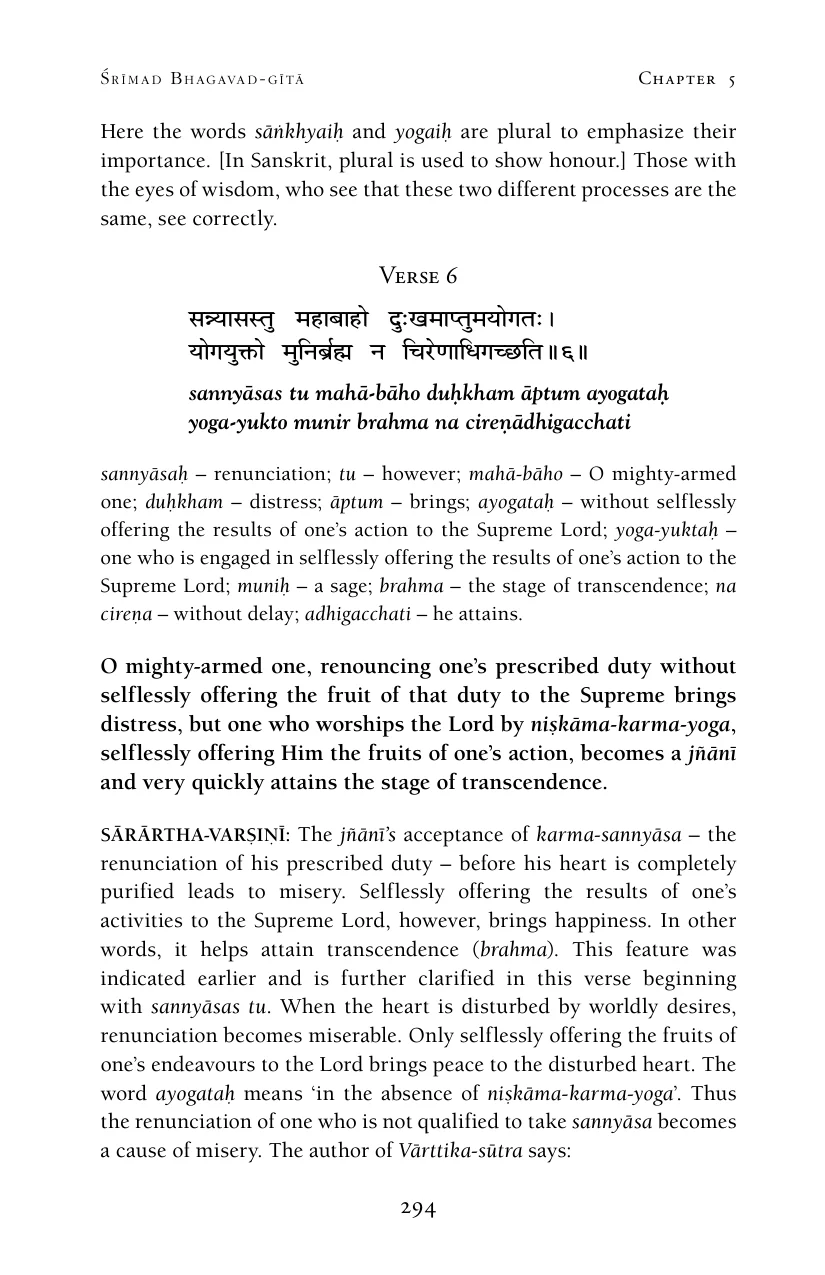 Śrīmad Bhagavad-gītā Chapter 5
Here the words sāṅkhyaiḥ and yogaiḥ are plural to emphasize their
importance. [In Sanskrit, plural is used to show honour.] Those with
the eyes of wisdom, who see that these two different processes are the
same, see correctly.
Verse 6
सन्न्यासस्तु महाबाहो दुःखमाप्तुमयोगतः।
योगयुक्तो मुनिर्ब्रह्म न चिरेणाधिगच्छति॥६॥
sannyāsas tu mahā-bāho duḥkham āptum ayogataḥ
yoga-yukto munir brahma na cireṇādhigacchati
sannyāsaḥ – renunciation; tu – however; mahā-bāho – O mighty-armed
one; duḥkham – distress; āptum – brings; ayogataḥ – without selflessly
offering the results of one’s action to the Supreme Lord; yoga-yuktaḥ –
one who is engaged in selflessly offering the results of one’s action to the
Supreme Lord; muniḥ – a sage; brahma – the stage of transcendence; na
cireṇa – without delay; adhigacchati – he attains.
O mighty-armed one, renouncing one’s prescribed duty without
selflessly offering the fruit of that duty to the Supreme brings
distress, but one who worships the Lord by niṣkāma-karma-yoga,
selflessly offering Him the fruits of one’s action, becomes a jñānī
and very quickly attains the stage of transcendence.
SĀRĀRTHA-VARṢIṆĪ: The jñānī’s acceptance of karma-sannyāsa – the
renunciation of his prescribed duty – before his heart is completely
purified leads to misery. Selflessly offering the results of one’s
activities to the Supreme Lord, however, brings happiness. In other
words, it helps attain transcendence (brahma). This feature was
indicated earlier and is further clarified in this verse beginning
with sannyāsas tu. When the heart is disturbed by worldly desires,
renunciation becomes miserable. Only selflessly offering the fruits of
one’s endeavours to the Lord brings peace to the disturbed heart. The
word ayogataḥ means ‘in the absence of niṣkāma-karma-yoga’. Thus
the renunciation of one who is not qualified to take sannyāsa becomes
a cause of misery. The author of Vārttika-sūtra says:
294